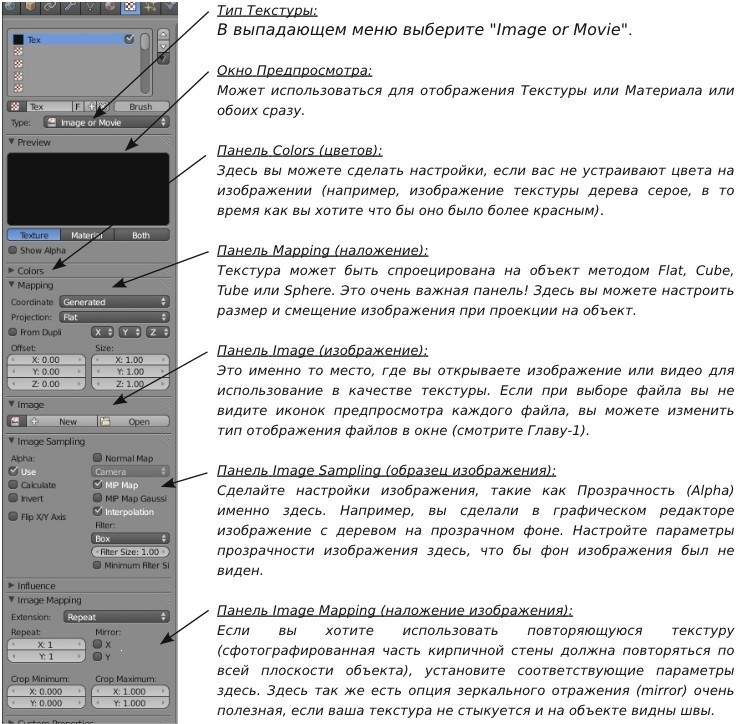 Тип Текстуры:
В выпадающем меню выберите "Image or Movie".
Окно Предпросмотра:
Может использоваться для отображения Текстуры или Материала или
обоих сразу.
Панель Colors (цветов):
Здесь вы можете сделать настройки, если вас не устраивают цвета на
изображении (например, изображение текстуры дерева серое, в то
время как вы хотите что бы оно было более красным).
Панель Mapping (наложение):
Текстура может быть спроецирована на объект методом Flat, Cube,
Tube или Sphere. Это очень важная панель! Здесь вы можете настроить
размер и смещение изображения при проекции на объект.
Панель Image (изображение):
Это именно то место, где вы открываете изображение или видео для
использование в качестве текстуры. Если при выборе файла вы не
видите иконок предпросмотра каждого файла, вы можете изменить
тип отображения файлов в окне (смотрите Главу-1).
Панель Image Sampling (образец изображения):
Сделайте настройки изображения, такие как Прозрачность (Alpha)
именно здесь. Например, вы сделали в графическом редакторе
изображение с деревом на прозрачном фоне. Настройте параметры
прозрачности изображения здесь, что бы фон изображения был не
виден.
Панель Image Mapping (наложение изображения):
Если вы хотите использовать повторяющуюся текстуру
(сфотографированная часть кирпичной стены должна повторяться по
всей плоскости объекта), установите соответствующие параметры
здесь. Здесь так же есть опция зеркального отражения (mirror) очень
полезная, если ваша текстура не стыкуется и на объекте видны швы.
Tex
Tex F Brush
Type: Image or Movie
Preview
Texture Material Both
Show Alpha
Colors
Mapping
Coordinate Generated
Projection: Flat
From Dupli X Y Z
Offset: Size:
X: 0.00 X: 1.00
Y: 0.00 Y: 1.00
Z: 0.00 Z: 1.00
Image
New Open
Image Sampling
Alpha: Normal Map
Use Camera
Calculate MIP Map
Invert MIP Map Gaussi
Flip X/Y Axis Interpolation
Filter:
Box
Filter Size: 1.00
Minimum Filter Si
Influence
Image Mapping
Extension: Repeat
Repeat: Mirror:
X: 1 X
Y: 1 Y
Crop Minimum: Crop Maximum:
X: 0.000 X: 1.000
Y: 0.000 Y: 1.000
Custom Properties